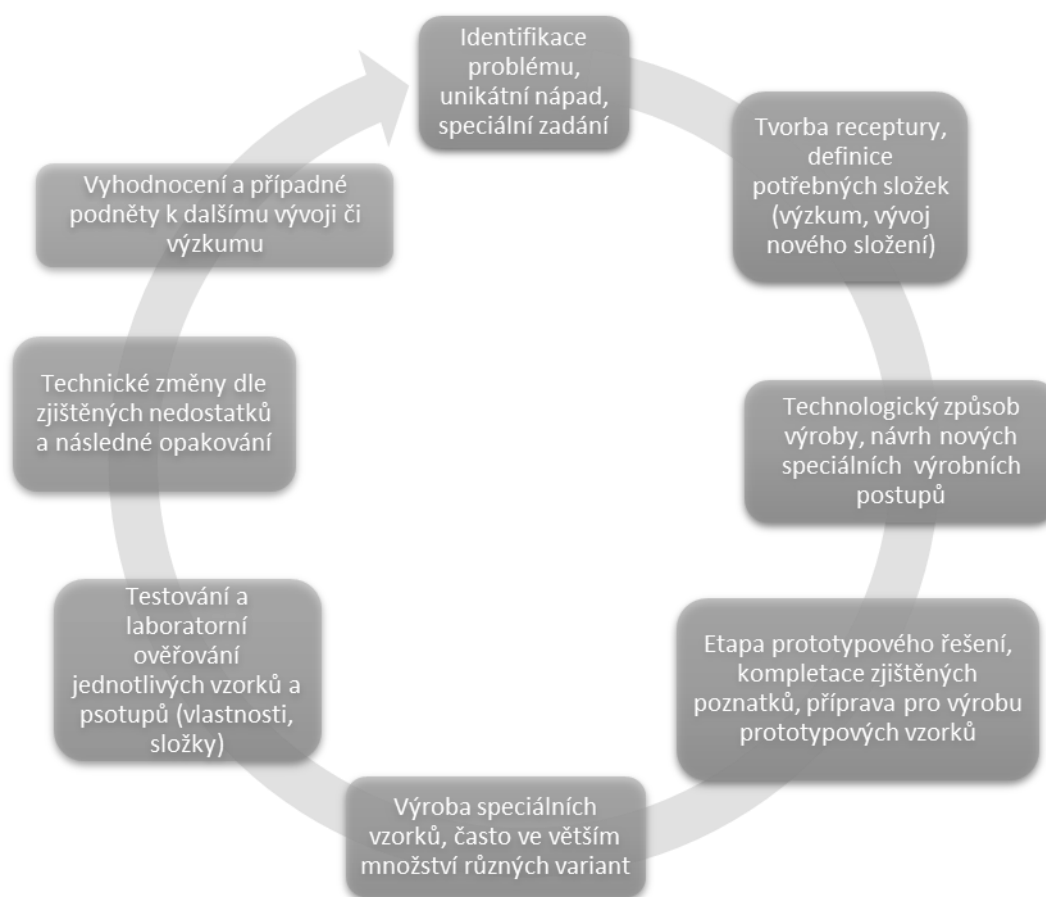 Identifikace
problému,
unikátní nápad,
speciální zadání
Tvorba receptury,
definice
potřebných složek
(výzkum, vývoj
nového složení)
Technologický způsob
výroby, návrh nových
speciálních výrobních
postupů
Etapa prototypového řešení,
kompletace zjištěných
poznatků, příprava pro výrobu
prototypových vzorků
Výroba speciálních
vzorků, často ve větším
množství různých variant
Testování a
laboratorní
ověřování
jednotlivých vzorků a
psotupů (vlastnosti,
složky)
Technické změny dle
zjištěných nedostatků
a následné opakování
Vyhodnocení a případné
podněty k dalšímu vývoji či
výzkumu